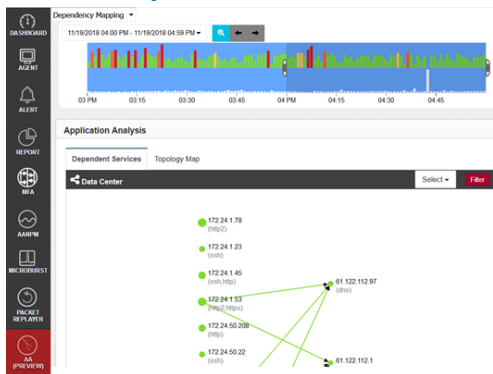 Dependency Mapping
DASHBOARD
11/19/2018 04:00 PM - 11/19/2018 04:59 PM
AGENT
03 PM 03:15 03:30 03:45 04 PM 04:15 04:30 04:45
ALERT
Application Analysis
REPORT
Dependent Services Topology Map
MFA
Data Center Select Filter
AANPM
172.24.1.78
(http2)
172.24.1.23
(ssh)
MICROBURST
172.24.1.45
(ssh,http)
61.122.112.97
(dns)
172.24.1.53
(http2,https)
PACKET
REPLAYER
172.24.50.208
(http)
172.24.50.22
(ssh)
61.122.112.1
AA
(PREVIEW)